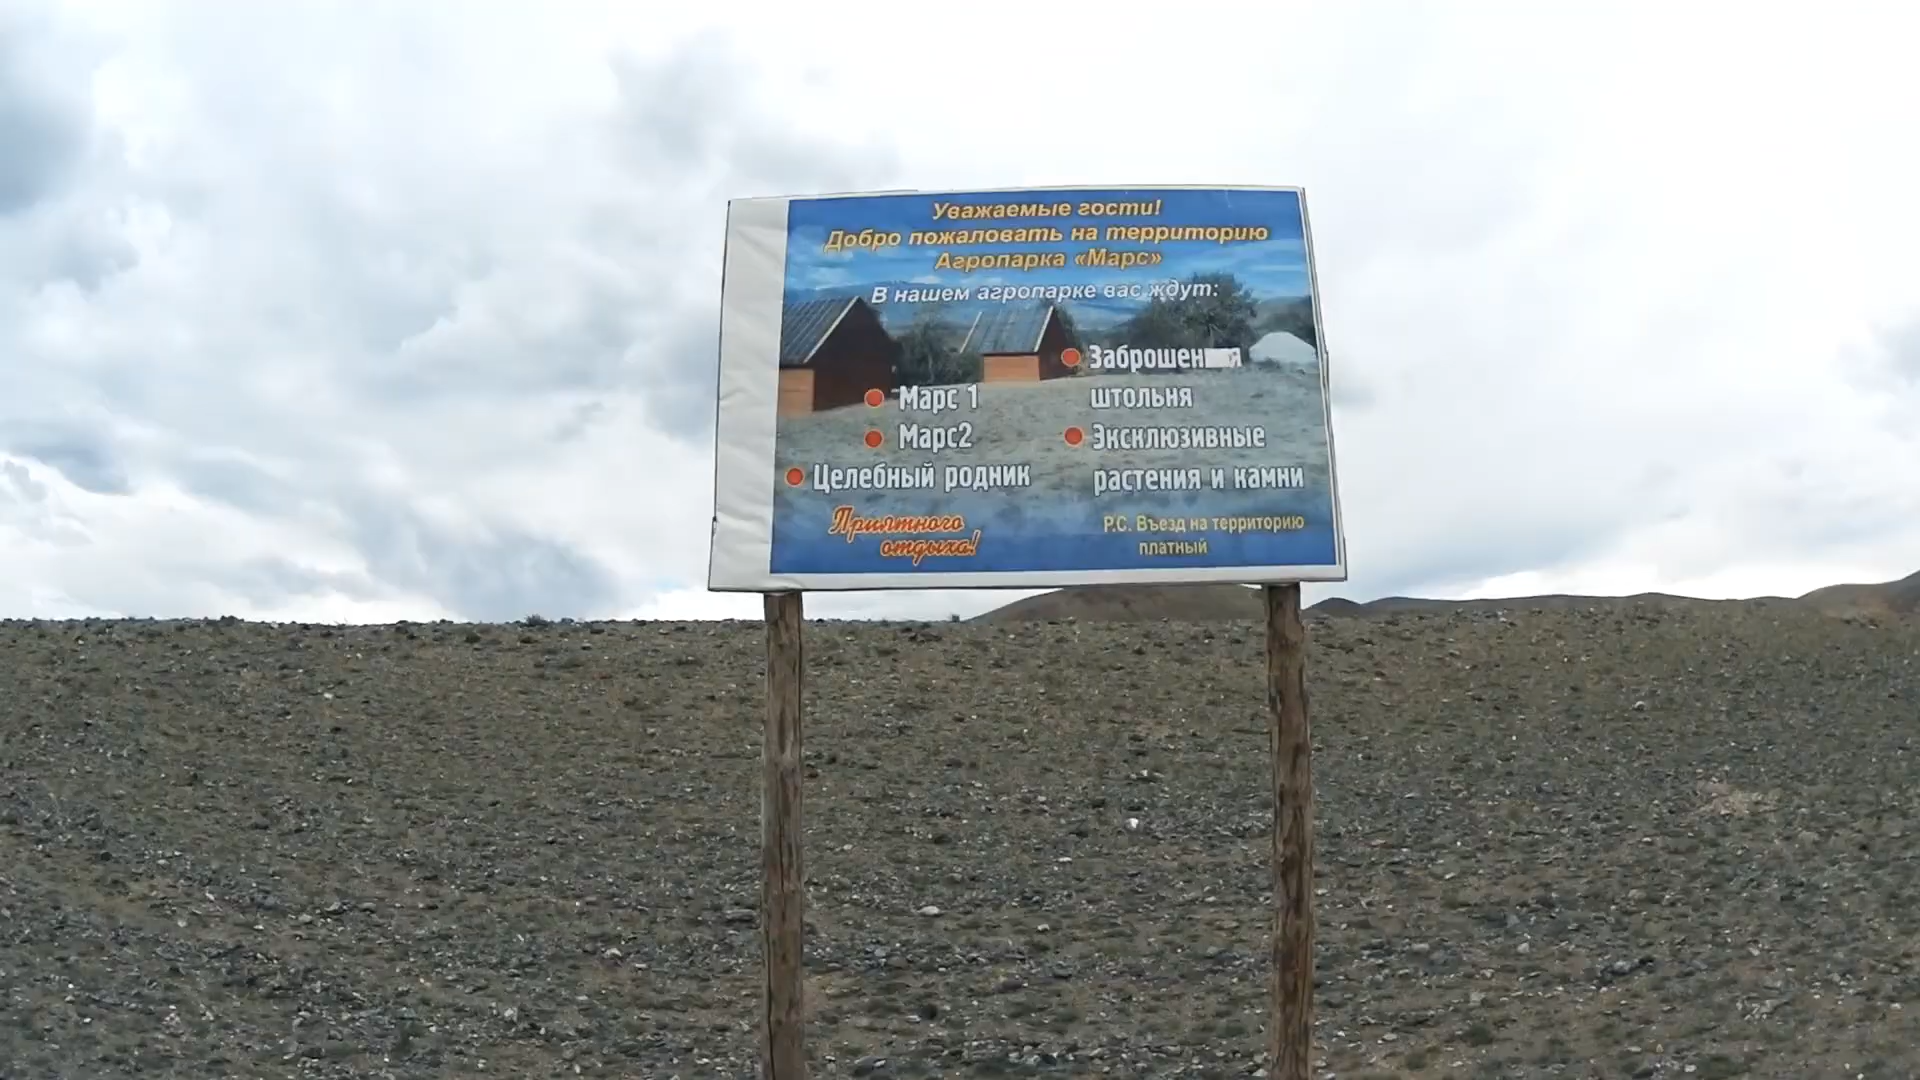 Уважаемые гости!
Добро пожаловать на территорию
Агропарка «Марс»
В нашем агропарке вас ждут:
Марс 1
Марс2
Целебный родник
штольня
Эксклюзивные
растения и камни
Приятного
отдыха!
P.C. Въезд на территорию
платный